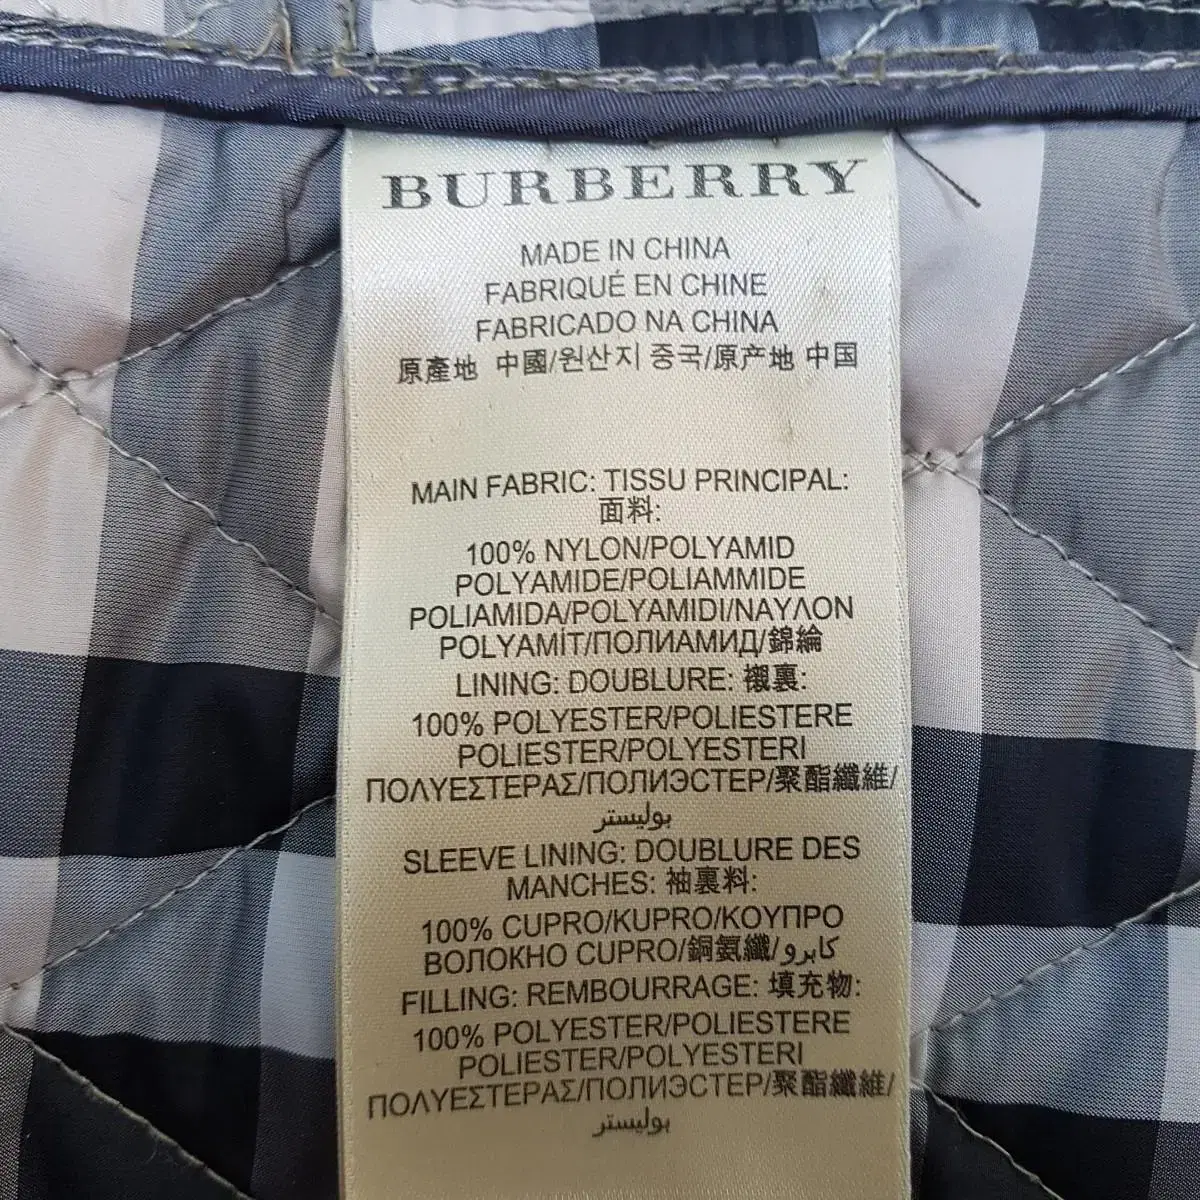 BURBERRY
MADE IN CHINA
FABRIQUÉ EN CHINE
FABRICADO NA CHINA
原產地 中國/원산지 중국/原产地 中国
MAIN FABRIC: TISSU PRINCIPAL:
面料:
100% NYLON/POLYAMID
POLYAMIDE/POLIAMMIDE
POLIAMIDA/POLYAMIDI/ΝΑΥΛΟΝ
POLYAMİT/ПОЛИАМИД/錦綸
LINING: DOUBLURE: 襯裏:
100% POLYESTER/POLIESTERE
POLIESTER/POLYESTERI
ΠΟΛΥΕΣΤΕΡΑΣ/ПОЛИЭСТЕР/聚酯纖維/
بوليستر
SLEEVE LINING: DOUBLURE DES
MANCHES: 袖裏料:
100% CUPRO/KUPRO/ΚΟΥΠΡΟ
ВОЛОКНО CUPRO/銅氨纖/كابرو
FILLING: REMBOURRAGE: 填充物:
100% POLYESTER/POLIESTERE
POLIESTER/POLYESTERI
ΠΟΛΥΕΣΤΕΡΑΣ/ПОЛИЭСТЕР/聚酯纖維/
بوليستر